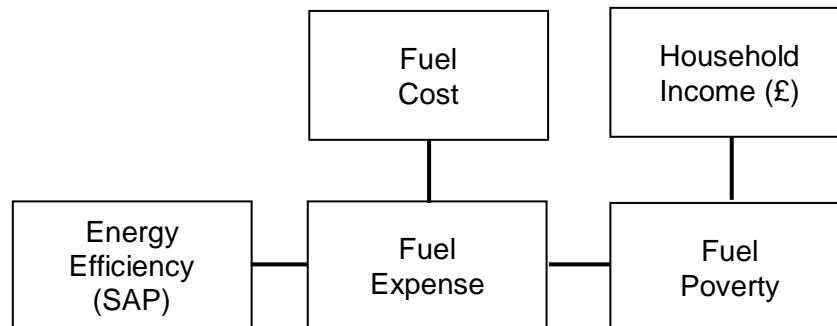 Fuel
Cost
Household
Income (£)
Energy
Efficiency
(SAP)
Fuel
Expense
Fuel
Poverty